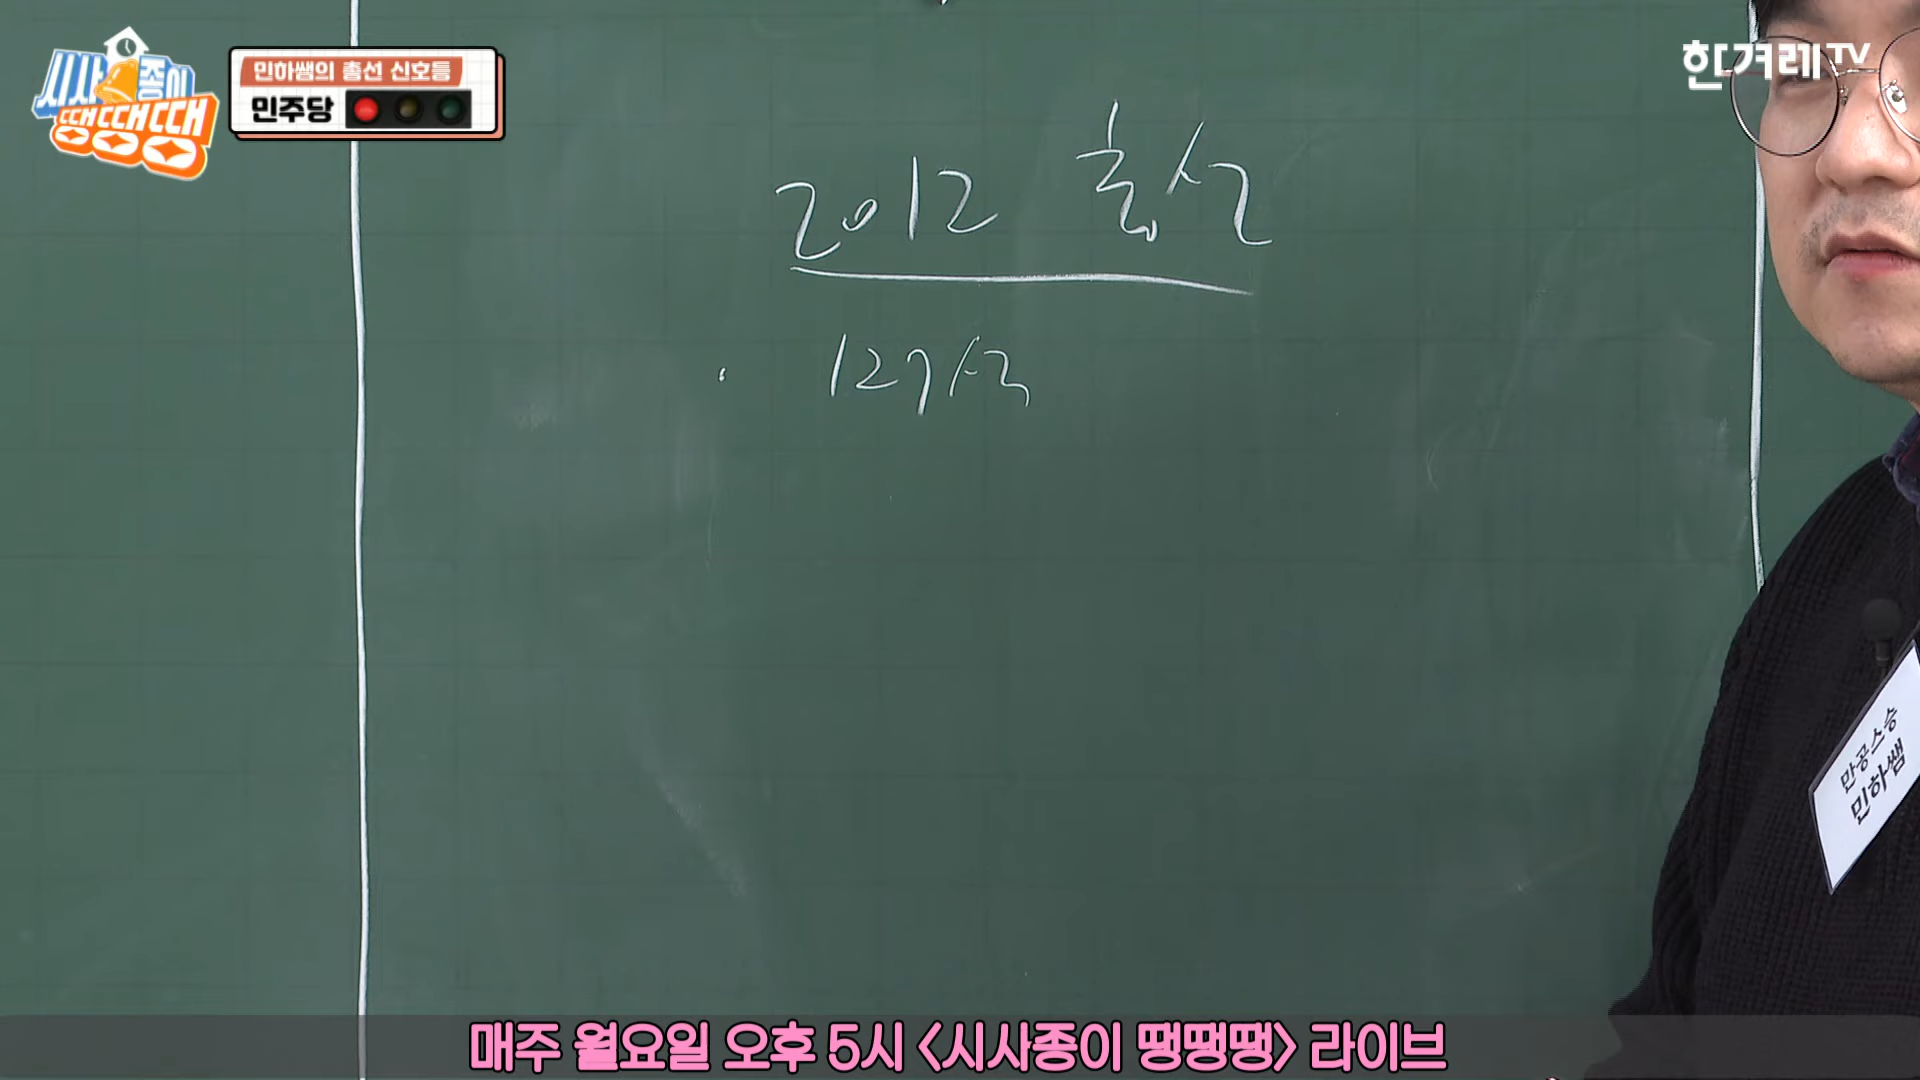 시사종이
땡땡땡
민하쌤의 총선 신호등
민주당
한겨레TV
2012 총선
127석
만공스승
민하쌤
매주 월요일 오후 5시 <시사종이 땡땡땡> 라이브